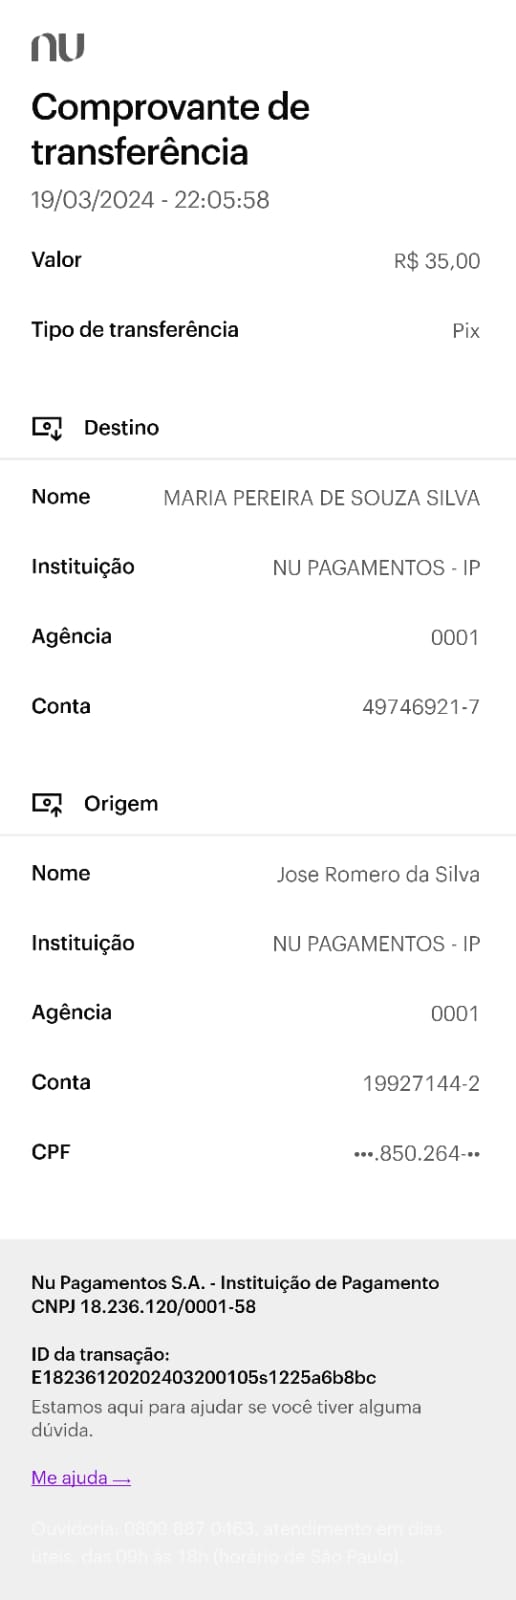 nu
Comprovante de
transferência
19/03/2024 - 22:05:58
Valor R$ 35,00
Tipo de transferência Pix
Destino
Nome MARIA PEREIRA DE SOUZA SILVA
Instituição NU PAGAMENTOS - IP
Agência 0001
Conta 49746921-7
Origem
Nome Jose Romero da Silva
Instituição NU PAGAMENTOS - IP
Agência 0001
Conta 19927144-2
CPF •••.850.264-••
Nu Pagamentos S.A. - Instituição de Pagamento
CNPJ 18.236.120/0001-58
ID da transação:
E18236120202403200105s1225a6b8bc
Estamos aqui para ajudar se você tiver alguma
dúvida.
Me ajuda →
Ouvidoria: 0800 887 0463, atendimento em dias
úteis, das 09h às 18h (horário de São Paulo).